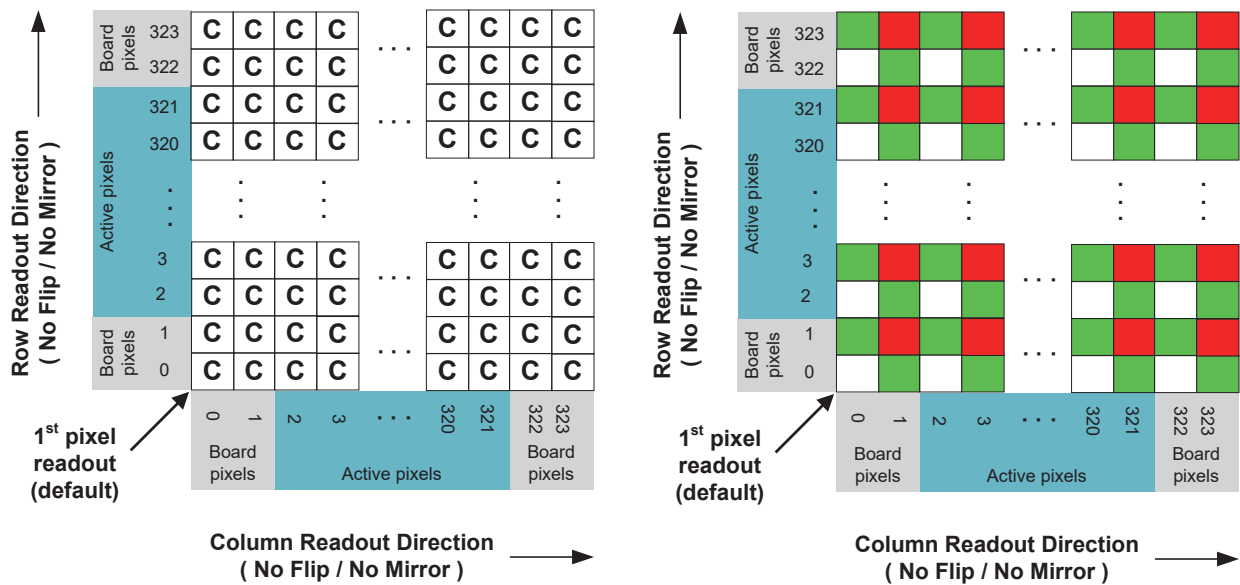 Row Readout Direction
( No Flip / No Mirror )
Board
pixels
323
322
Active pixels
321
320
. . .
3
2
Board
pixels
1
0
C C C C . . . C C C C
C C C C C C C C
C C C C . . . C C C C
C C C C C C C C
. . . . . . . . . . . .
C C C C C C C C
C C C C . . . C C C C
C C C C C C C C
C C C C . . . C C C C
1st pixel
readout
(default)
0 1 2 3 . . . 320 321 322 323
Board
pixels
Active pixels
Board
pixels
Column Readout Direction
( No Flip / No Mirror )
Row Readout Direction
( No Flip / No Mirror )
Board
pixels
323
322
Active pixels
321
320
. . .
3
2
Board
pixels
1
0
. . .
. . .
. . . . . . . . . . . .
. . .
. . .
1st pixel
readout
(default)
0 1 2 3 . . . 320 321 322 323
Board
pixels
Active pixels
Board
pixels
Column Readout Direction
( No Flip / No Mirror )